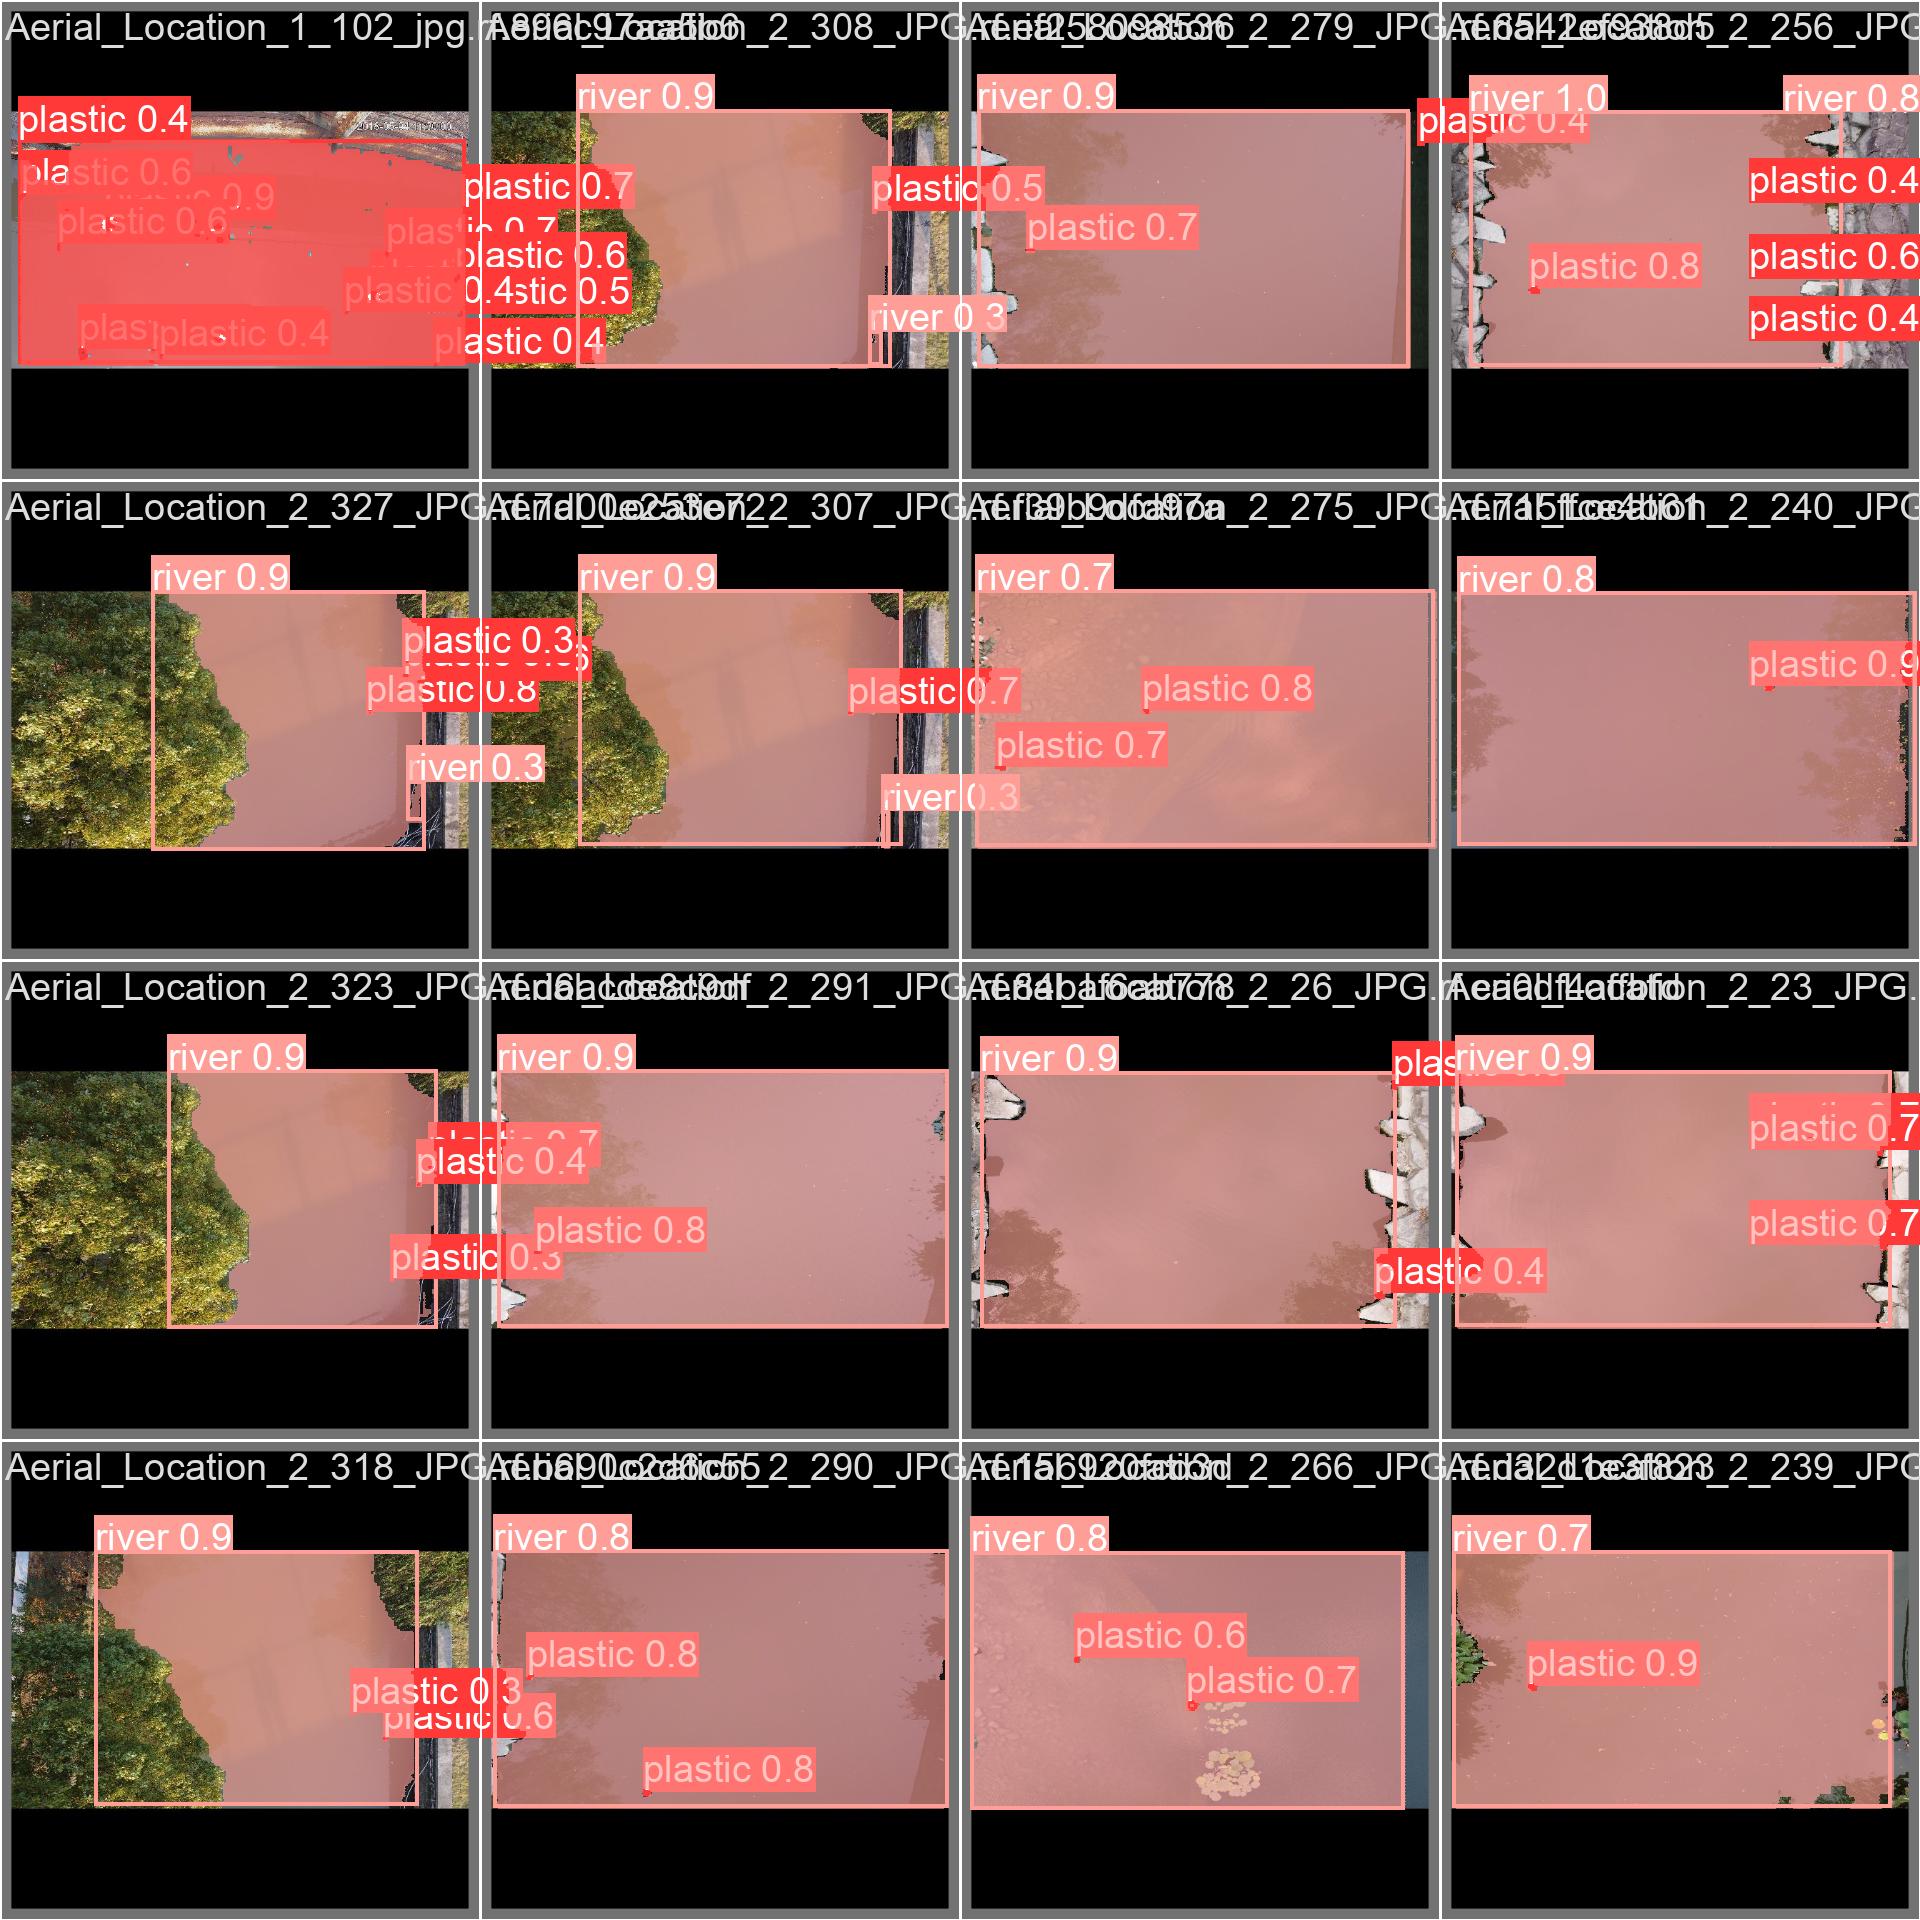 Aerial_Location_1_102_jpg.
_2_308_JPG
_2_279_JPG
_2_256_JPG
plastic 0.4
plastic 0.6
plastic 0.6
plastic 0.4
river 0.9
plastic 0.7
plastic 0.6
plastic 0.4
plastic 0.5
river 0.3
river 0.9
plastic 0.7
river 1.0
river 0.8
plastic 0.4
plastic 0.8
plastic 0.4
plastic 0.6
plastic 0.4
Aerial_Location_2_327_JPG
_2_307_JPG
_2_275_JPG
_2_240_JPG
river 0.9
plastic 0.3
plastic 0.8
river 0.3
river 0.9
plastic 0.7
river 0.3
river 0.7
plastic 0.8
plastic 0.7
river 0.8
plastic 0.9
Aerial_Location_2_323_JPG
_2_291_JPG
_2_26_JPG.
_2_23_JPG.
river 0.9
plastic 0.4
plastic 0.3
river 0.9
plastic 0.8
river 0.9
plastic 0.4
river 0.9
plastic 0.7
plastic 0.7
Aerial_Location_2_318_JPG
_2_290_JPG
_2_266_JPG
_2_239_JPG
river 0.9
plastic 0.3
plastic 0.6
river 0.8
plastic 0.8
plastic 0.8
river 0.8
plastic 0.6
plastic 0.7
river 0.7
plastic 0.9